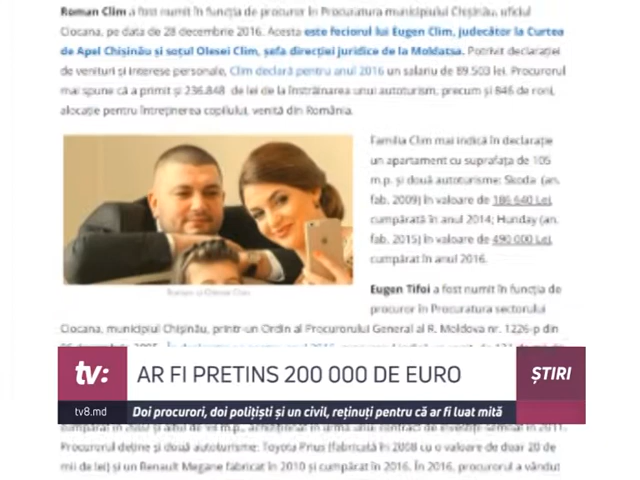 Roman Clim a fost numit în funcția de procuror în Procuratura municipiului Chișinău, oficiul
Ciocana, pe data de 28 decembrie 2016. Acesta este feciorul lui Eugen Clim, judecător la Curtea
de Apel Chișinău și soțul Olesei Clim, șefa direcției juridice de la Moldatsa. Potrivit declarației
de venituri și interese personale, Clim declară pentru anul 2016 un salariu de 89.503 lei. Procurorul
mai spune că a primit și 236.848 de lei de la înstrăinarea unui autoturism, precum și 846 de roni,
alocație pentru întreținerea copilului, venită din România.
Familia Clim mai indică în declarație
un apartament cu suprafața de 105
m.p. și două autoturisme: Skoda (an.
fab. 2009) în valoare de 186 640 Lei,
cumpărată în anul 2014; Hunday (an.
fab. 2015) în valoare de 490 000 Lei,
cumpărat în anul 2016.
Roman și Olesea Clim
Eugen Tifoi a fost numit în funcția de
procuror în Procuratura sectorului
Ciocana, municipiul Chișinău, printr-un Ordin al Procurorului General al R. Moldova nr. 1226-p din
tv: AR FI PRETINS 200 000 DE EURO ȘTIRI
tv8.md Doi procurori, doi polițiști și un civil, reținuți pentru că ar fi luat mită
Procurorul deține și două autoturisme: Toyota Prius (fabricată în 2008 cu o valoare de doar 20 de
mii de lei) și un Renault Megane fabricat în 2010 și cumpărat în 2016. În 2016, procurorul a vândut